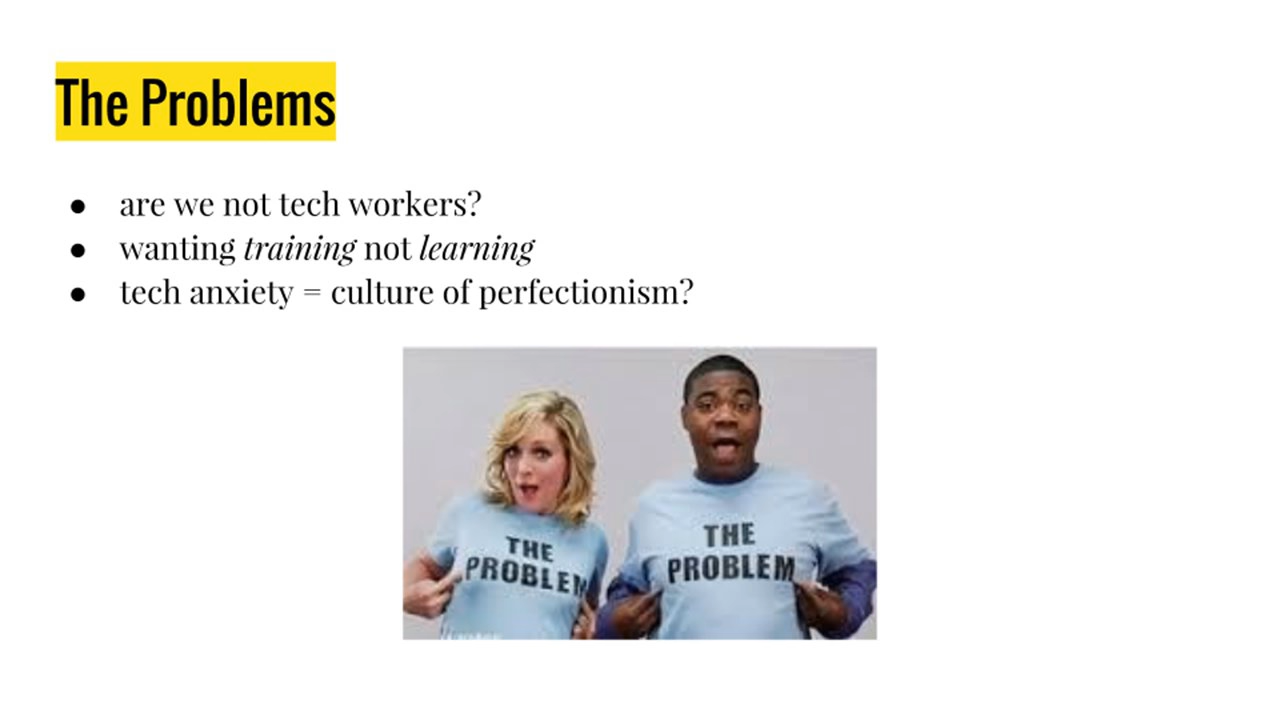 The Problems
● are we not tech workers?
● wanting training not learning
● tech anxiety = culture of perfectionism?
THE
PROBLEM
THE
PROBLEM